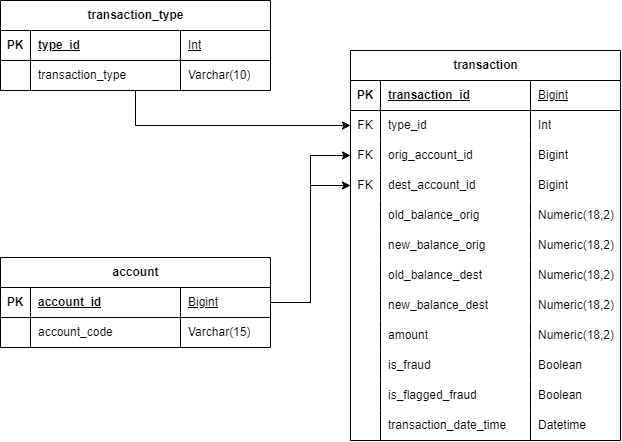 transaction_type
PK type_id Int
transaction_type Varchar(10)
transaction
PK transaction_id Bigint
FK type_id Int
FK orig_account_id Bigint
FK dest_account_id Bigint
old_balance_orig Numeric(18,2)
new_balance_orig Numeric(18,2)
old_balance_dest Numeric(18,2)
new_balance_dest Numeric(18,2)
amount Numeric(18,2)
is_fraud Boolean
is_flagged_fraud Boolean
transaction_date_time Datetime
account
PK account_id Bigint
account_code Varchar(15)